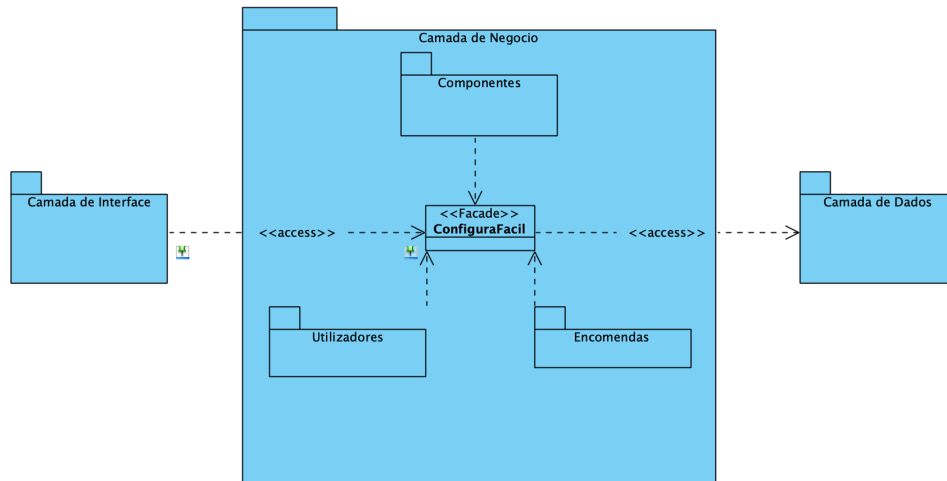 Camada de Negocio
Componentes
Camada de Interface
Camada de Dados
<<Facade>>
ConfiguraFacil
<<access>>
<<access>>
Utilizadores
Encomendas